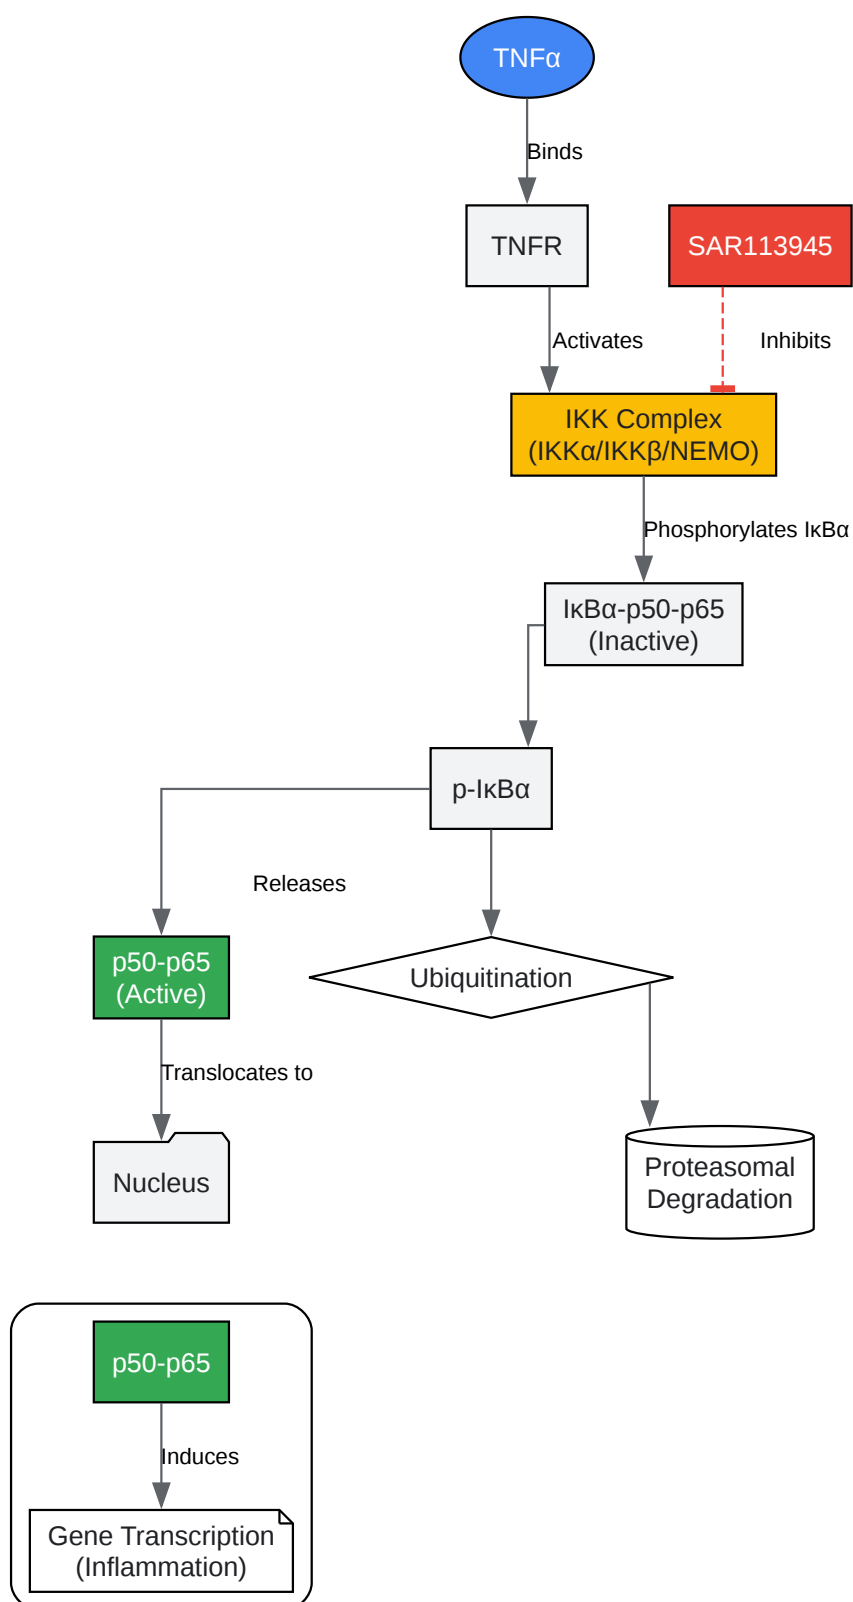 TNFα
Binds
TNFR
SAR113945
Activates
Inhibits
IKK Complex
(IKKα/IKKβ/NEMO)
Phosphorylates IκBα
IκBα-p50-p65
(Inactive)
p-IκBα
Releases
p50-p65
(Active)
Ubiquitination
Translocates to
Nucleus
Proteasomal
Degradation
p50-p65
Induces
Gene Transcription
(Inflammation)